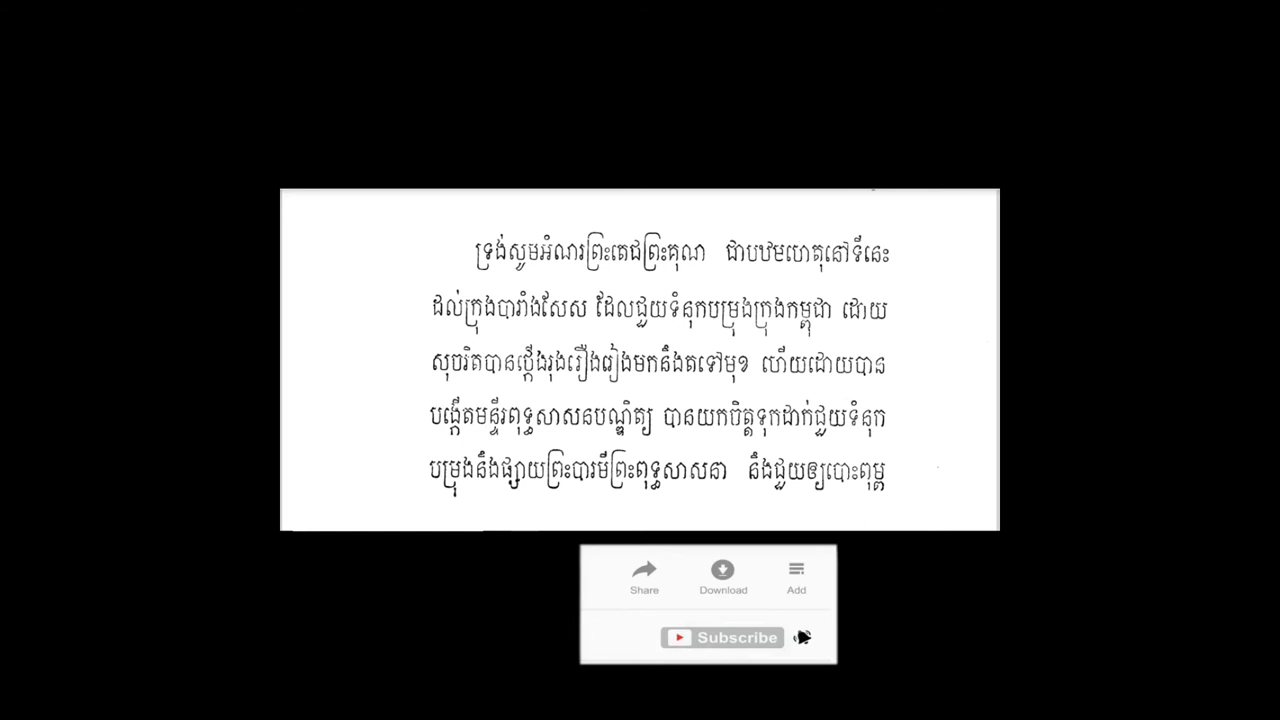 ទ្រង់សូមអំណរព្រះតេជព្រះគុណ ជាបឋមហេតុនៅទីនេះ
ដល់ក្រុងបារាំងសែស ដែលជួយទំនុកបម្រុងក្រុងកម្ពុជា ដោយ
សុចរិតបានថ្កើងរុងរឿងរៀងមកនឹងតទៅមុខ ហើយដោយបាន
បង្កើតមន្ទីរពុទ្ធសាសនបណ្ឌិត្យ បានយកចិត្តទុកដាក់ជួយទំនុក
បម្រុងនឹងផ្សាយព្រះបារមីព្រះពុទ្ធសាសនា នឹងជួយឲ្យបោះពុម្ព
Share Download Add
Subscribe